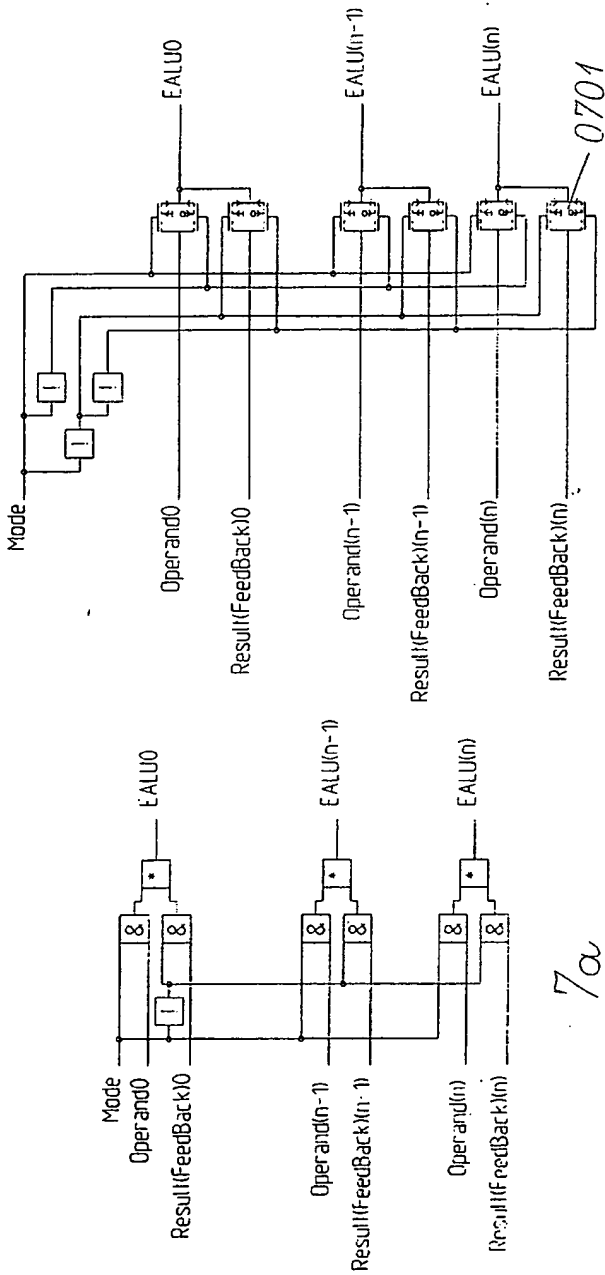 Mode
Operand0
Result(FeedBack)0
Operand(n-1)
Result(FeedBack)(n-1)
Operand(n)
Result(FeedBack)(n)
!
&
&
&
&
&
&
*
*
*
EALU0
EALU(n-1)
EALU(n)
7a
Mode
!
!
!
Operand0
Result(FeedBack)0
Operand(n-1)
Result(FeedBack)(n-1)
Operand(n)
Result(FeedBack)(n)
EALU0
EALU(n-1)
EALU(n)
0701